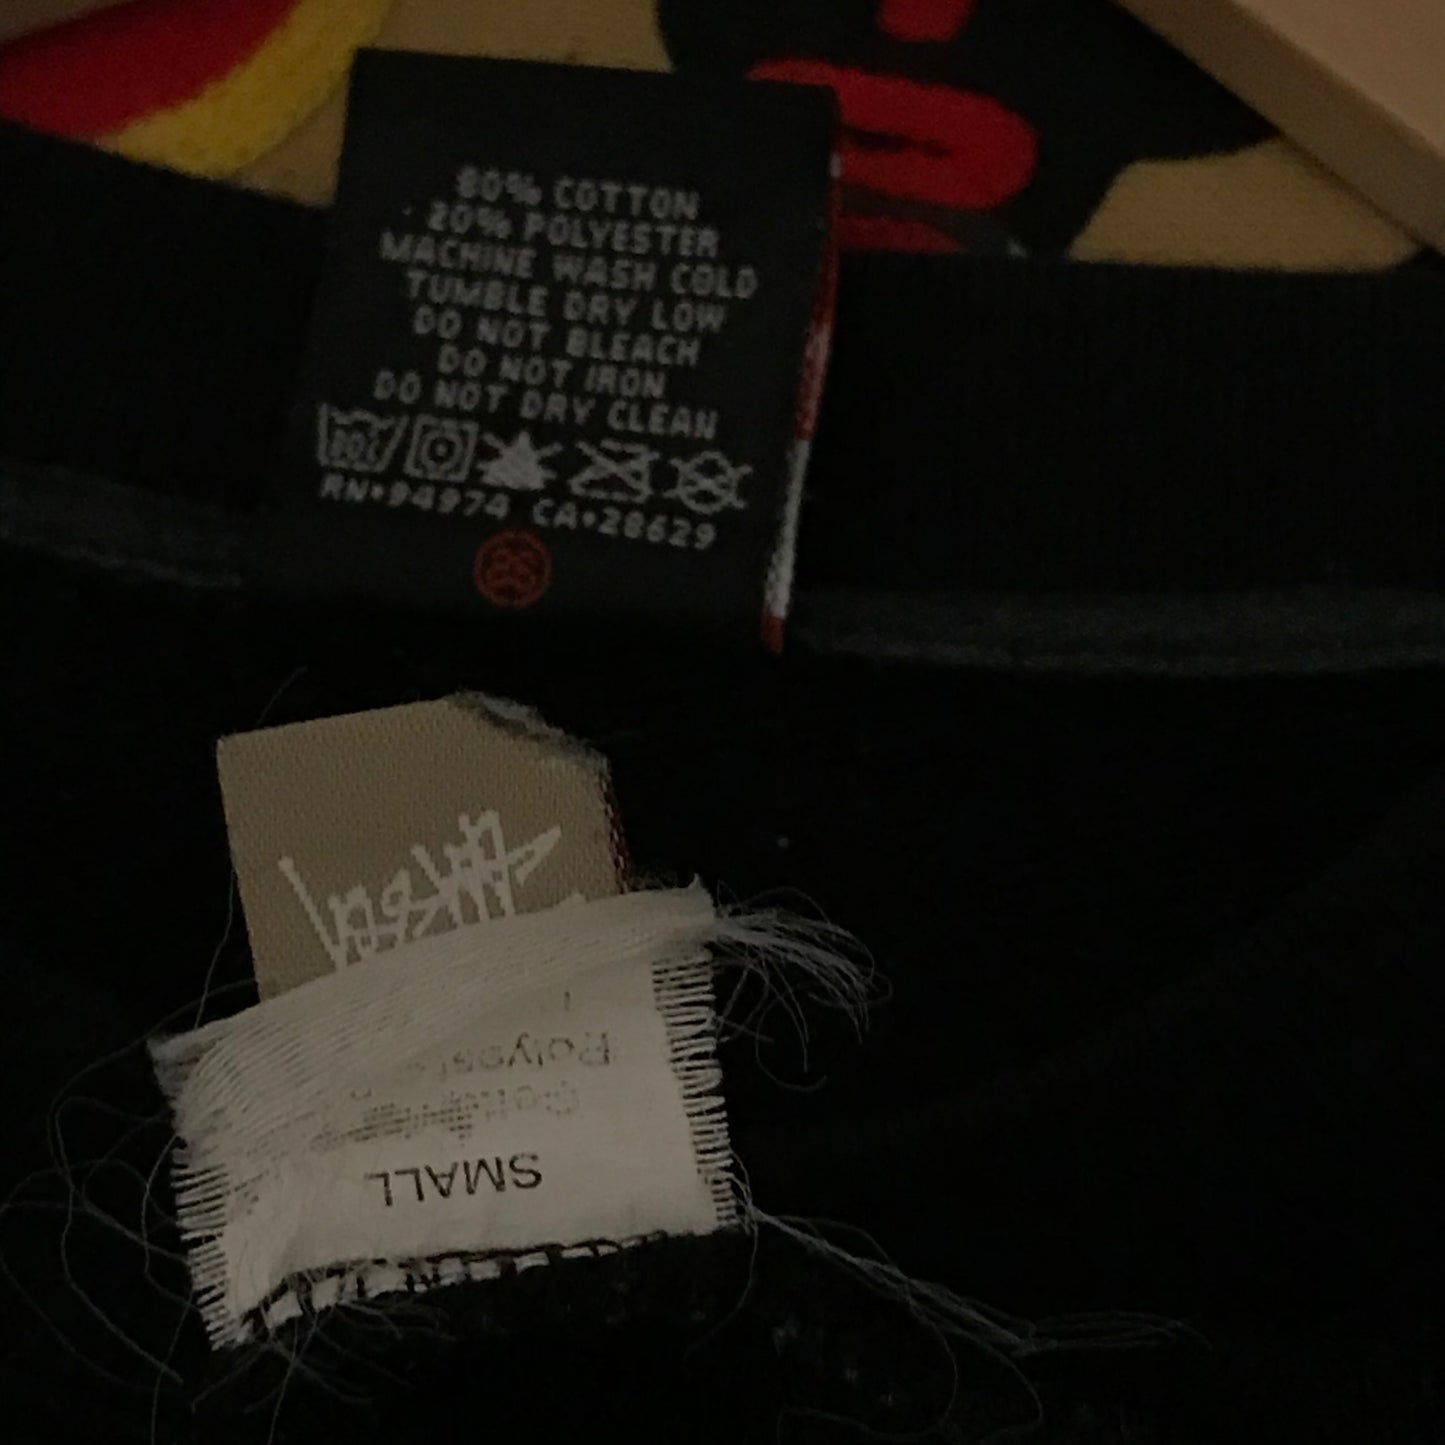 80% COTTON
20% POLYESTER
MACHINE WASH COLD
TUMBLE DRY LOW
DO NOT BLEACH
DO NOT IRON
DO NOT DRY CLEAN
30c
RN•94974 CA•28629
SMALL